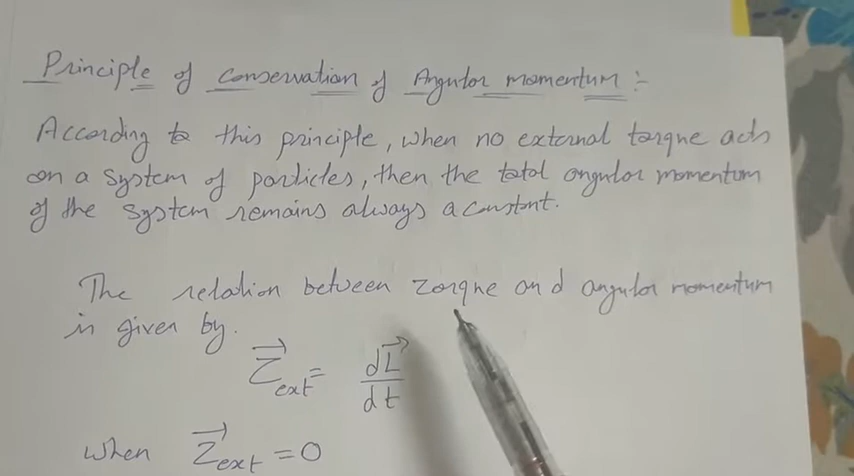 Principle of Conservation of Angular momentum :-
According to this principle, when no external torque acts
on a system of particles, then the total angular momentum
of the system remains always a constant.
The relation between torque and angular momentum
is given by.
τ⃗ext = dL⃗/dt
when τ⃗ext = 0